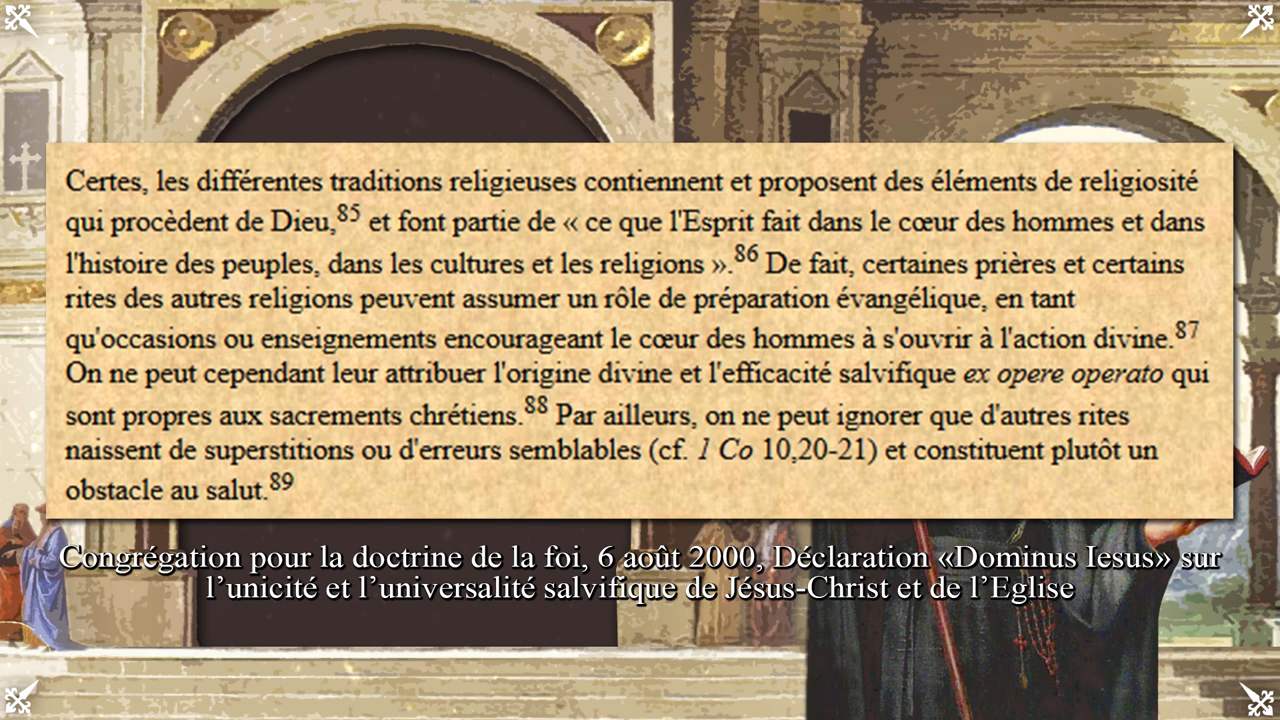 Certes, les différentes traditions religieuses contiennent et proposent des éléments de religiosité
qui procèdent de Dieu,85 et font partie de « ce que l'Esprit fait dans le cœur des hommes et dans
l'histoire des peuples, dans les cultures et les religions ».86 De fait, certaines prières et certains
rites des autres religions peuvent assumer un rôle de préparation évangélique, en tant
qu'occasions ou enseignements encourageant le cœur des hommes à s'ouvrir à l'action divine.87
On ne peut cependant leur attribuer l'origine divine et l'efficacité salvifique ex opere operato qui
sont propres aux sacrements chrétiens.88 Par ailleurs, on ne peut ignorer que d'autres rites
naissent de superstitions ou d'erreurs semblables (cf. 1 Co 10,20-21) et constituent plutôt un
obstacle au salut.89
Congrégation pour la doctrine de la foi, 6 août 2000, Déclaration «Dominus Iesus» sur
l’unicité et l’universalité salvifique de Jésus-Christ et de l’Eglise